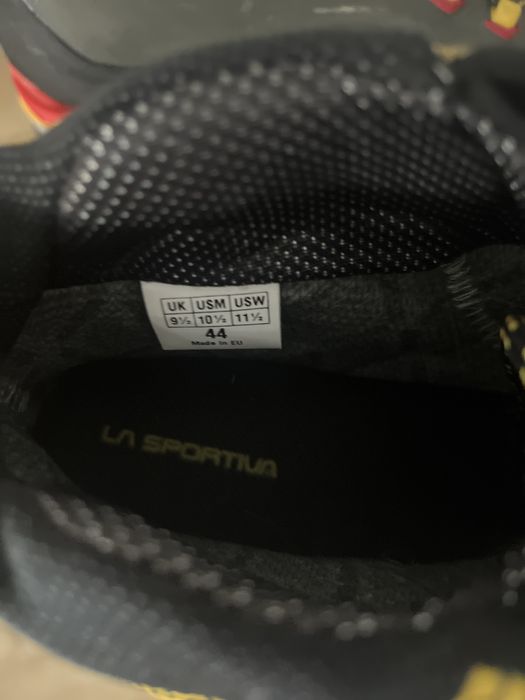 UK USM USW
9½ 10½ 11½
44
Made in EU
LA SPORTIVA